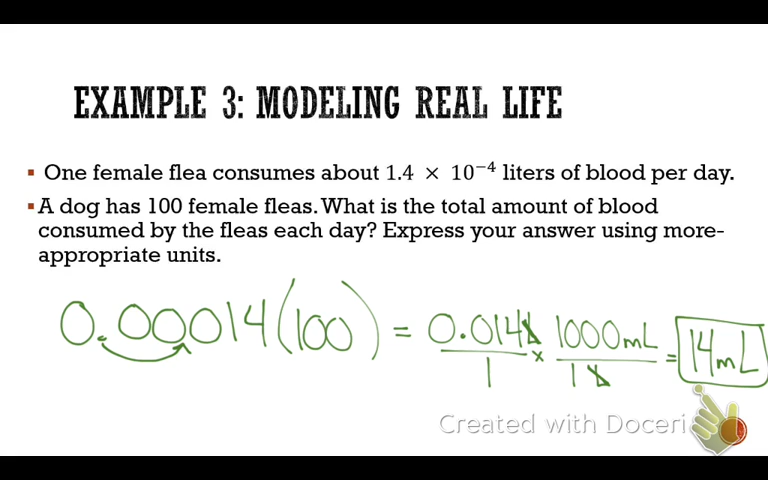 EXAMPLE 3: MODELING REAL LIFE
▪ One female flea consumes about 1.4 × 10⁻⁴ liters of blood per day.
▪ A dog has 100 female fleas. What is the total amount of blood
consumed by the fleas each day? Express your answer using more-
appropriate units.
0.00014(100) = 0.014L/1 × 1000mL/1L = 14mL
Created with Doceri